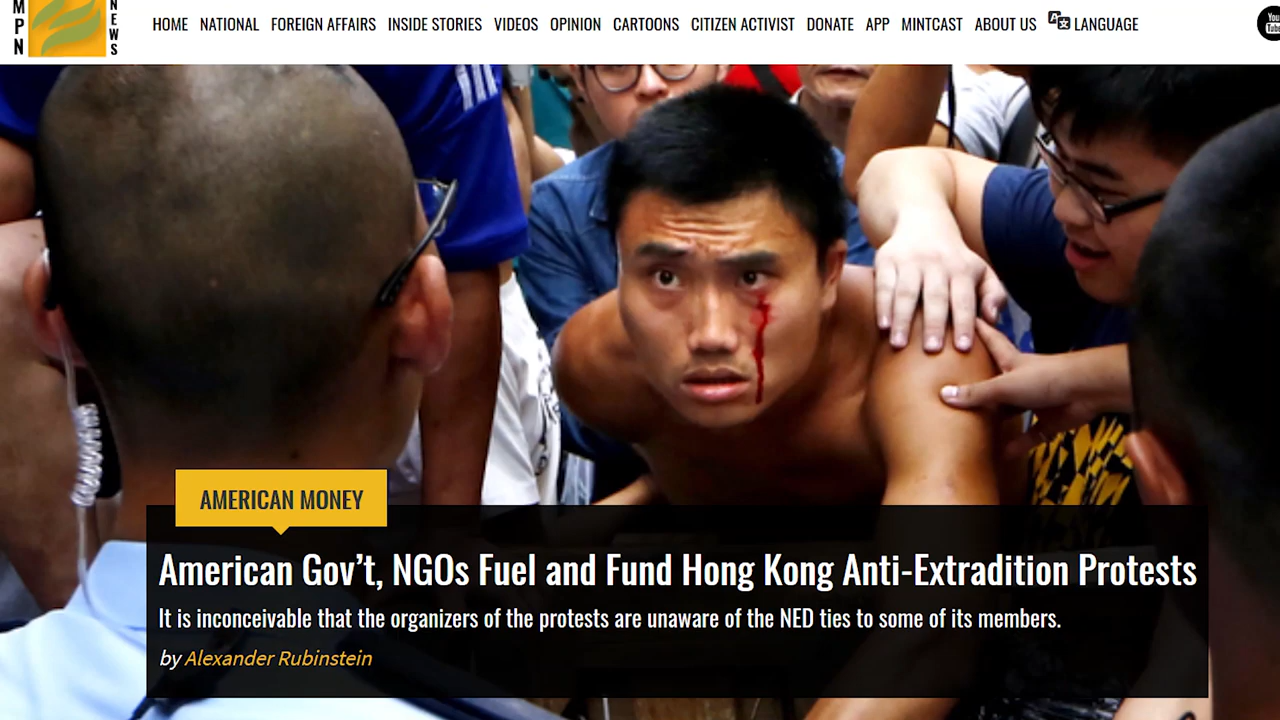 MPN NEWS
HOME NATIONAL FOREIGN AFFAIRS INSIDE STORIES VIDEOS OPINION CARTOONS CITIZEN ACTIVIST DONATE APP MINTCAST ABOUT US LANGUAGE
You
Tube
AMERICAN MONEY
American Gov’t, NGOs Fuel and Fund Hong Kong Anti-Extradition Protests
It is inconceivable that the organizers of the protests are unaware of the NED ties to some of its members.
by Alexander Rubinstein